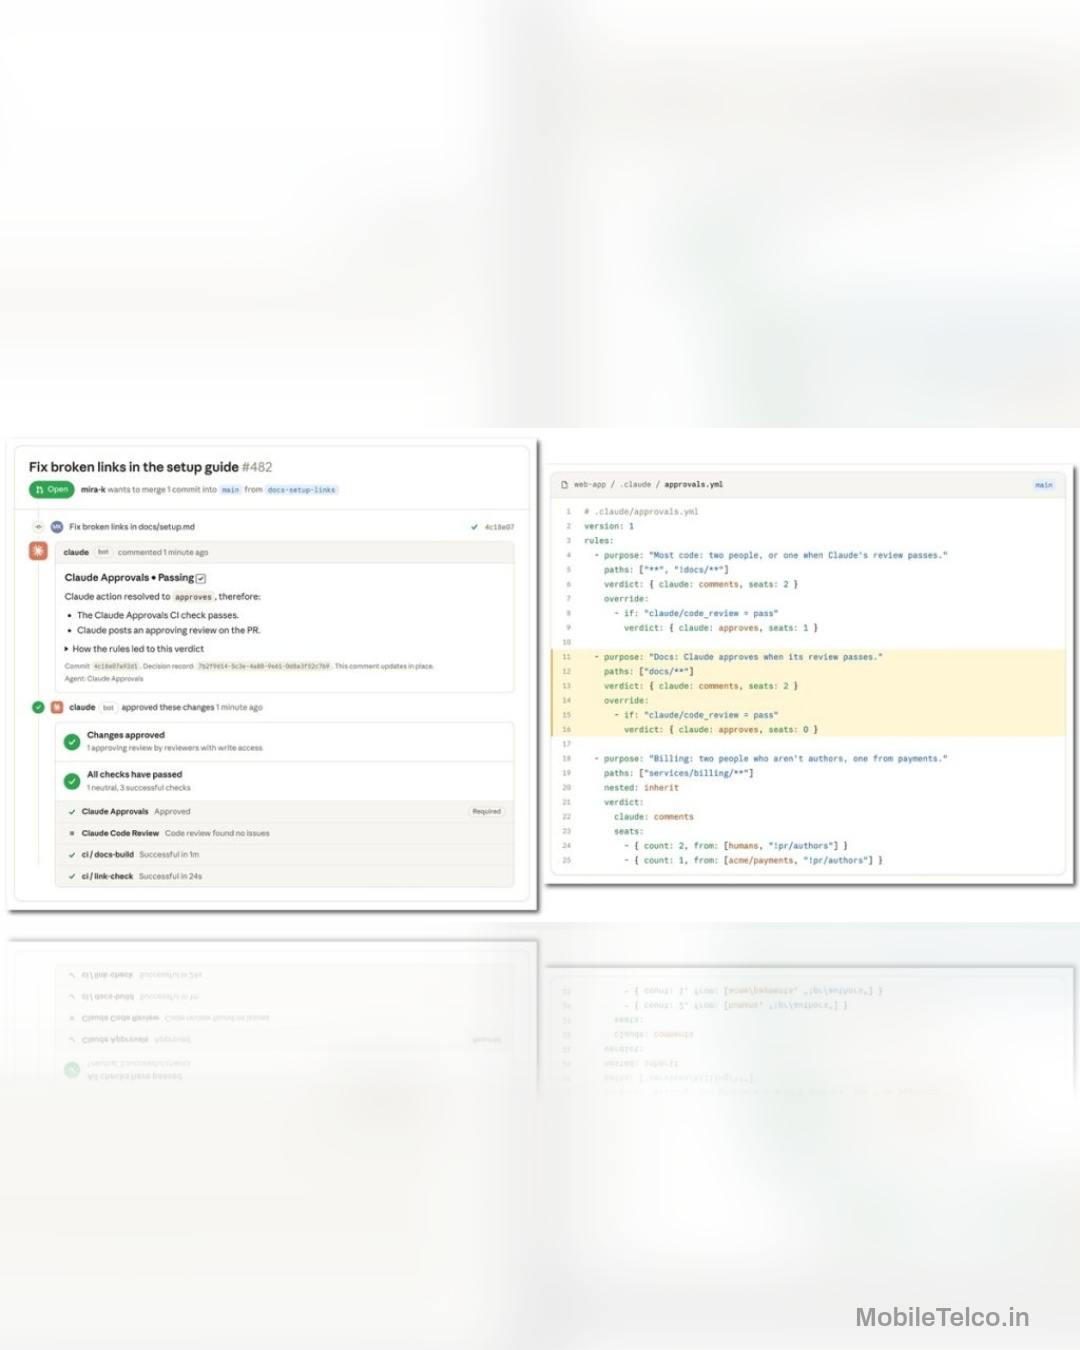 Fix broken links in the setup guide #482
Open mira-k wants to merge 1 commit into main from docs-setup-links
MK Fix broken links in docs/setup.md 4c18e07
claude bot commented 1 minute ago
Claude Approvals • Passing
Claude action resolved to approves, therefore:
• The Claude Approvals CI check passes.
• Claude posts an approving review on the PR.
How the rules led to this verdict
Commit 4c18e07a92d1. Decision record: This comment updates in place.
Agent: Claude Approvals
claude bot approved these changes 1 minute ago
Changes approved
1 approving review by reviewers with write access
All checks have passed
1 neutral, 3 successful checks
Claude Approvals Approved Required
Claude Code Review Code review found no issues
ci / docs-build Successful in 1m
ci / link-check Successful in 24s
web-app / .claude / approvals.yml main
1 # .claude/approvals.yml
2 version: 1
3 rules:
4 - purpose: "Most code: two people, or one when Claude's review passes."
5 paths: ["**", "!docs/**"]
6 verdict: { claude: comments, seats: 2 }
7 override:
8 - if: "claude/code_review = pass"
9 verdict: { claude: approves, seats: 1 }
10
11 - purpose: "Docs: Claude approves when its review passes."
12 paths: ["docs/**"]
13 verdict: { claude: comments, seats: 2 }
14 override:
15 - if: "claude/code_review = pass"
16 verdict: { claude: approves, seats: 0 }
17
18 - purpose: "Billing: two people who aren't authors, one from payments."
19 paths: ["services/billing/**"]
20 nested: inherit
21 verdict:
22 claude: comments
23 seats:
24 - { count: 2, from: [humans, "!pr/authors"] }
25 - { count: 1, from: [acme/payments, "!pr/authors"] }
MobileTelco.in